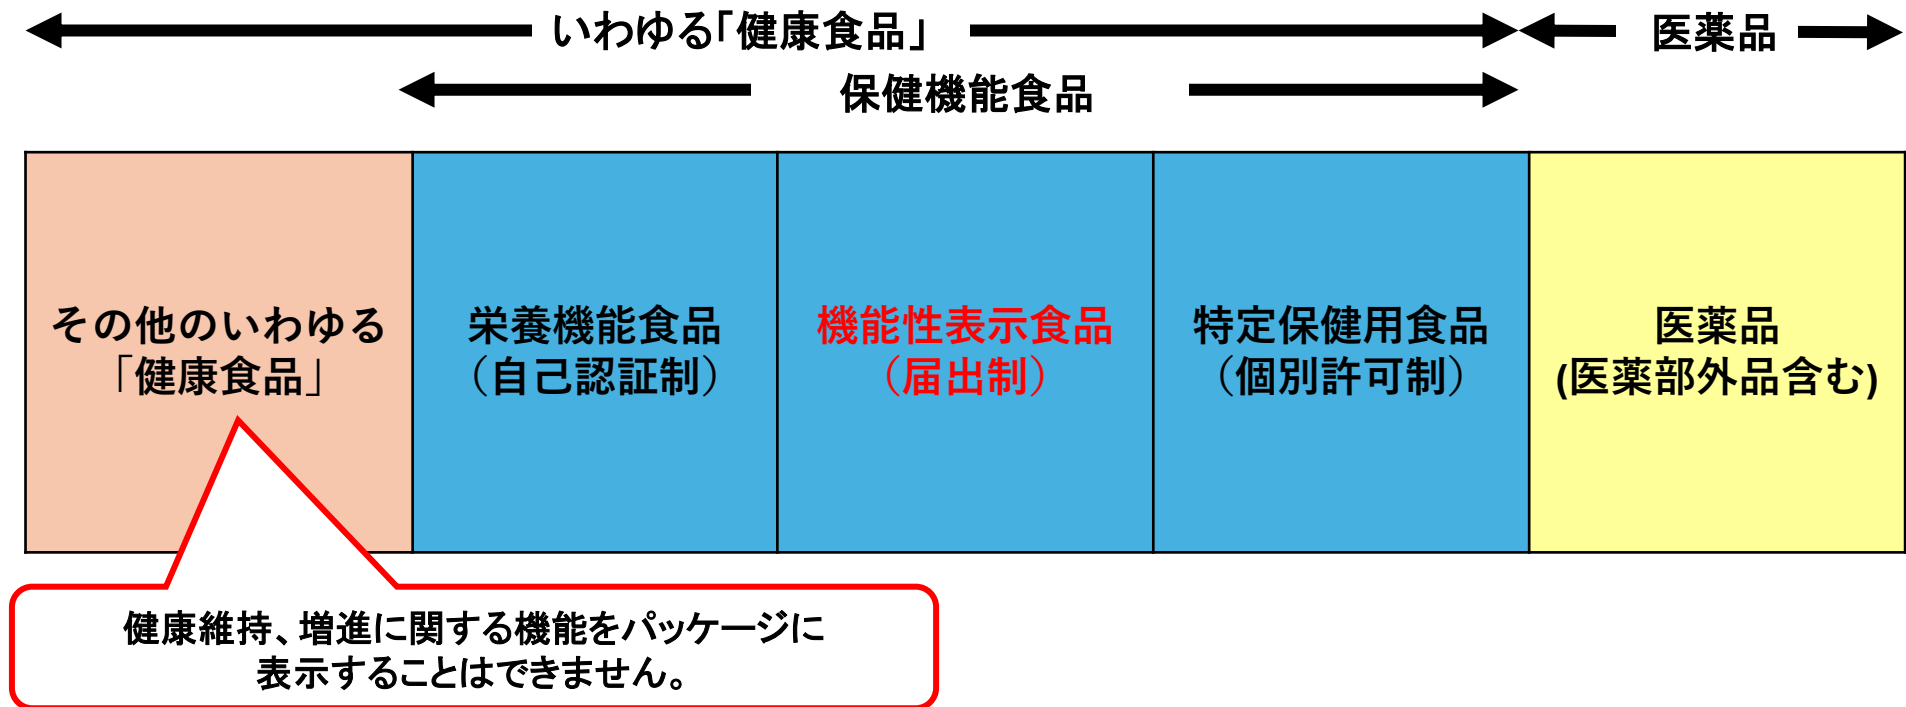 いわゆる「健康食品」
医薬品
保健機能食品
その他のいわゆる
「健康食品」
栄養機能食品
（自己認証制）
機能性表示食品
（届出制）
特定保健用食品
（個別許可制）
医薬品
(医薬部外品含む)
健康維持、増進に関する機能をパッケージに
表示することはできません。